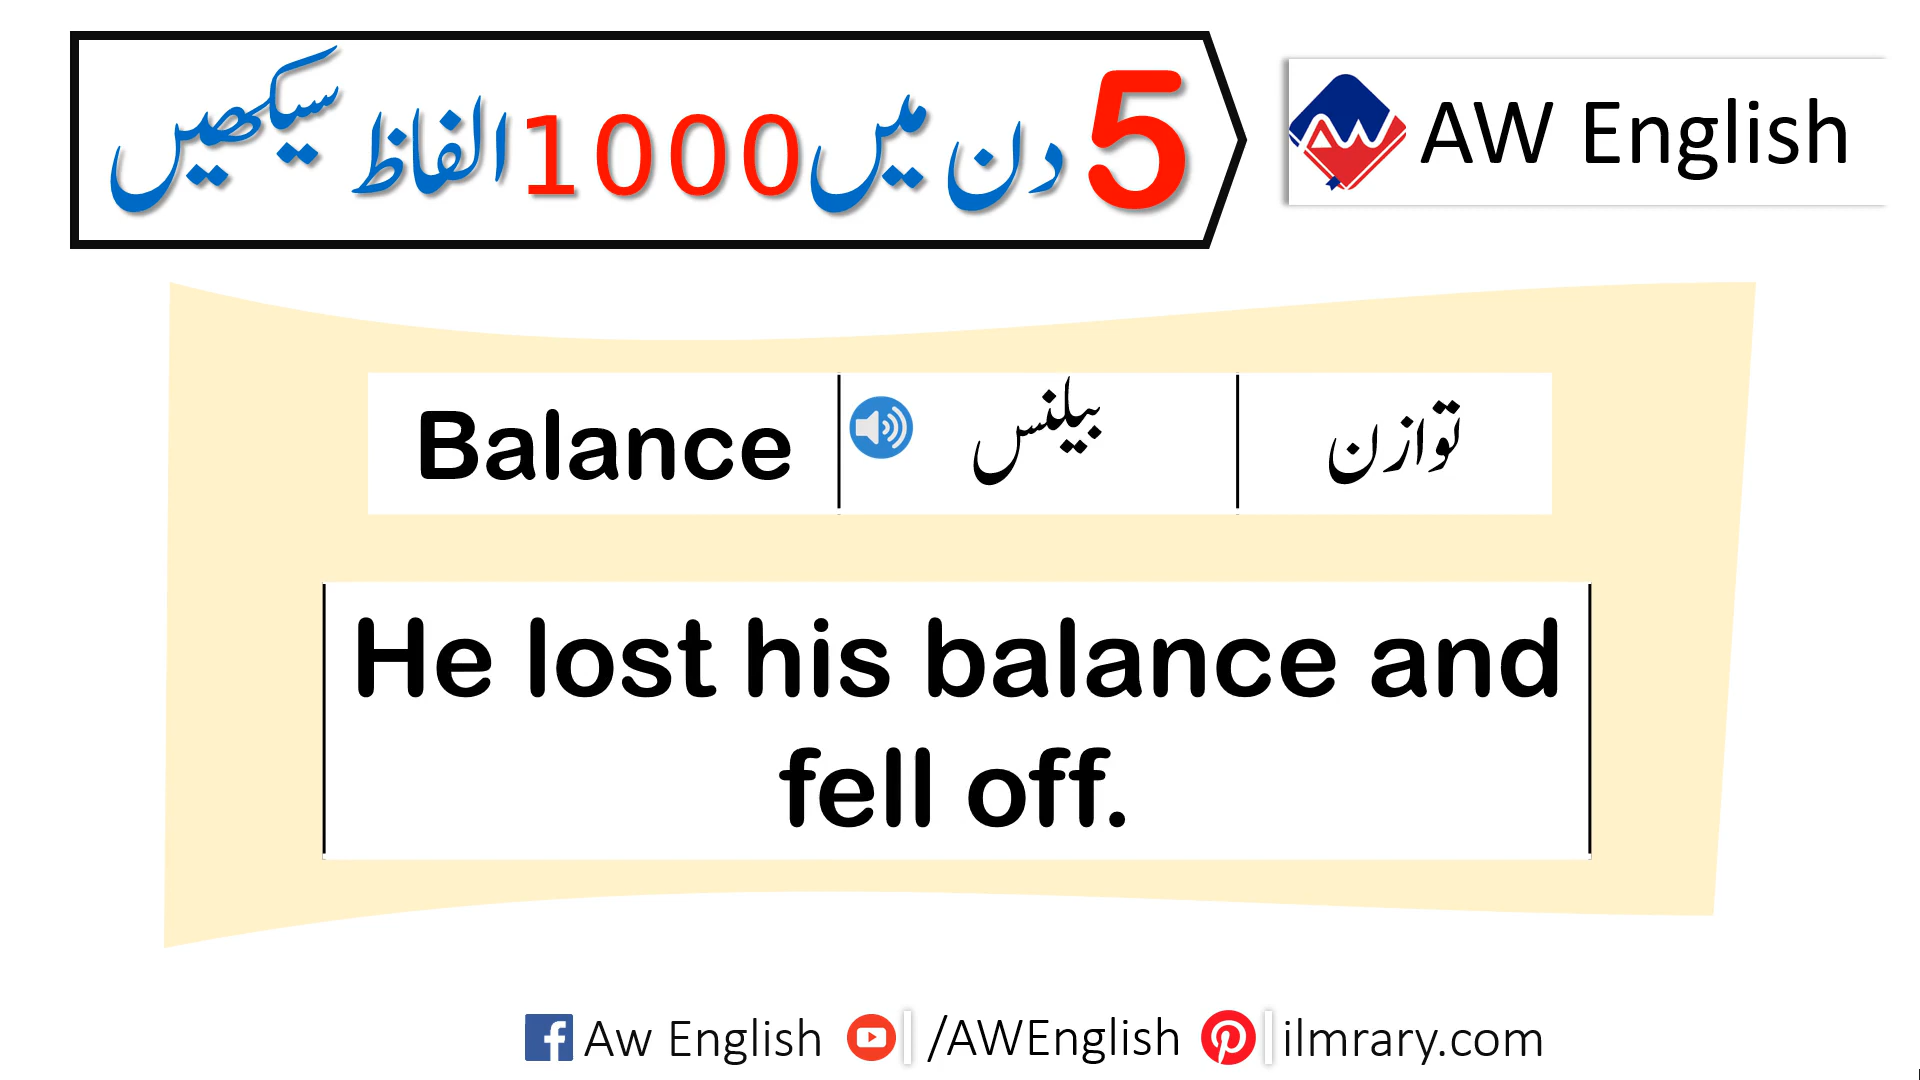 5 دن میں 1000 الفاظ سیکھیں
AW English
Balance بیلنس توازن
He lost his balance and
fell off.
Aw English /AWEnglish ilmrary.com